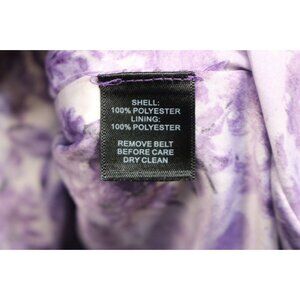 SHELL:
100% POLYESTER
LINING:
100% POLYESTER
REMOVE BELT
BEFORE CARE
DRY CLEAN